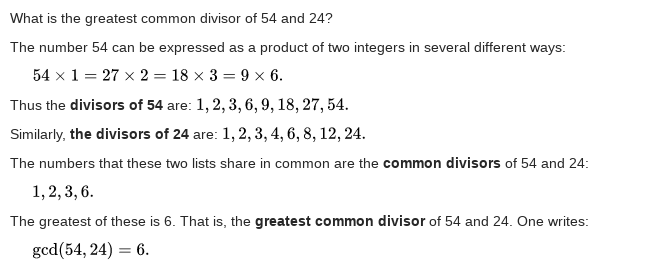 What is the greatest common divisor of 54 and 24?
The number 54 can be expressed as a product of two integers in several different ways:
54 × 1 = 27 × 2 = 18 × 3 = 9 × 6.
Thus the divisors of 54 are: 1, 2, 3, 6, 9, 18, 27, 54.
Similarly, the divisors of 24 are: 1, 2, 3, 4, 6, 8, 12, 24.
The numbers that these two lists share in common are the common divisors of 54 and 24:
1, 2, 3, 6.
The greatest of these is 6. That is, the greatest common divisor of 54 and 24. One writes:
gcd(54, 24) = 6.